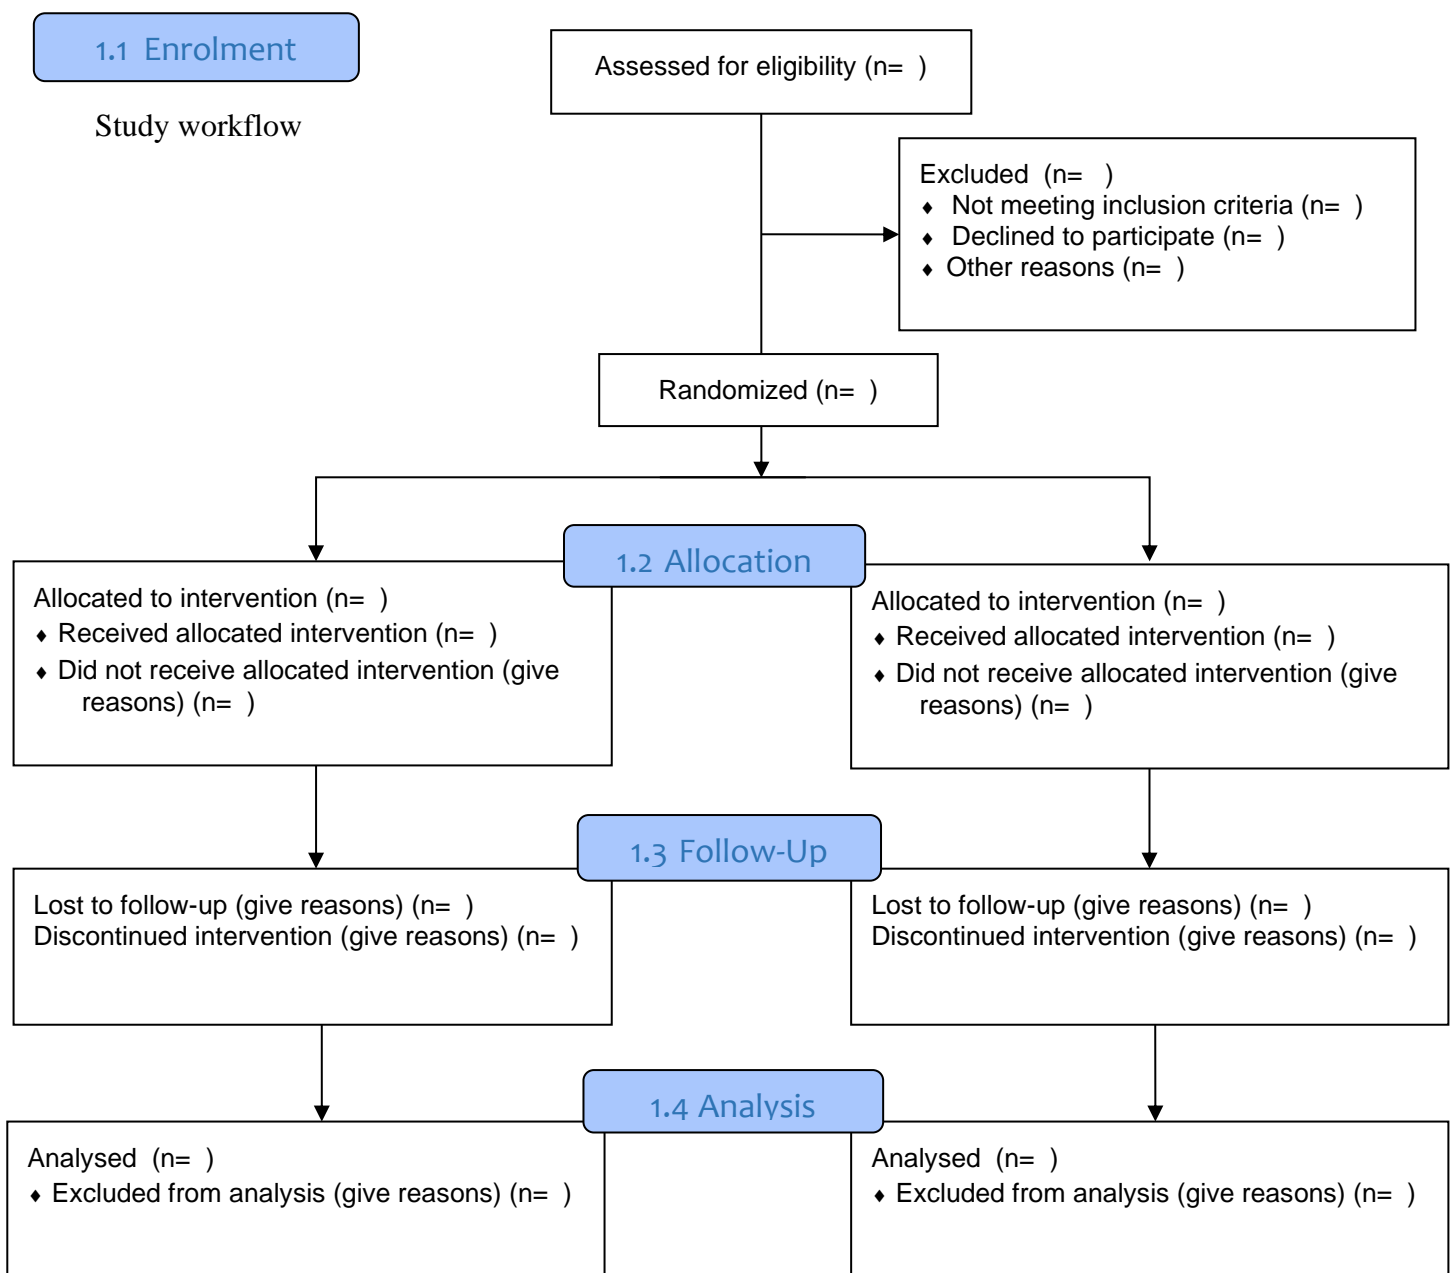 1.1 Enrolment
Study workflow
Assessed for eligibility (n= )
Excluded (n= )
♦ Not meeting inclusion criteria (n= )
♦ Declined to participate (n= )
♦ Other reasons (n= )
Randomized (n= )
1.2 Allocation
Allocated to intervention (n= )
♦ Received allocated intervention (n= )
♦ Did not receive allocated intervention (give
reasons) (n= )
Allocated to intervention (n= )
♦ Received allocated intervention (n= )
♦ Did not receive allocated intervention (give
reasons) (n= )
1.3 Follow-Up
Lost to follow-up (give reasons) (n= )
Discontinued intervention (give reasons) (n= )
Lost to follow-up (give reasons) (n= )
Discontinued intervention (give reasons) (n= )
1.4 Analysis
Analysed (n= )
♦ Excluded from analysis (give reasons) (n= )
Analysed (n= )
♦ Excluded from analysis (give reasons) (n= )